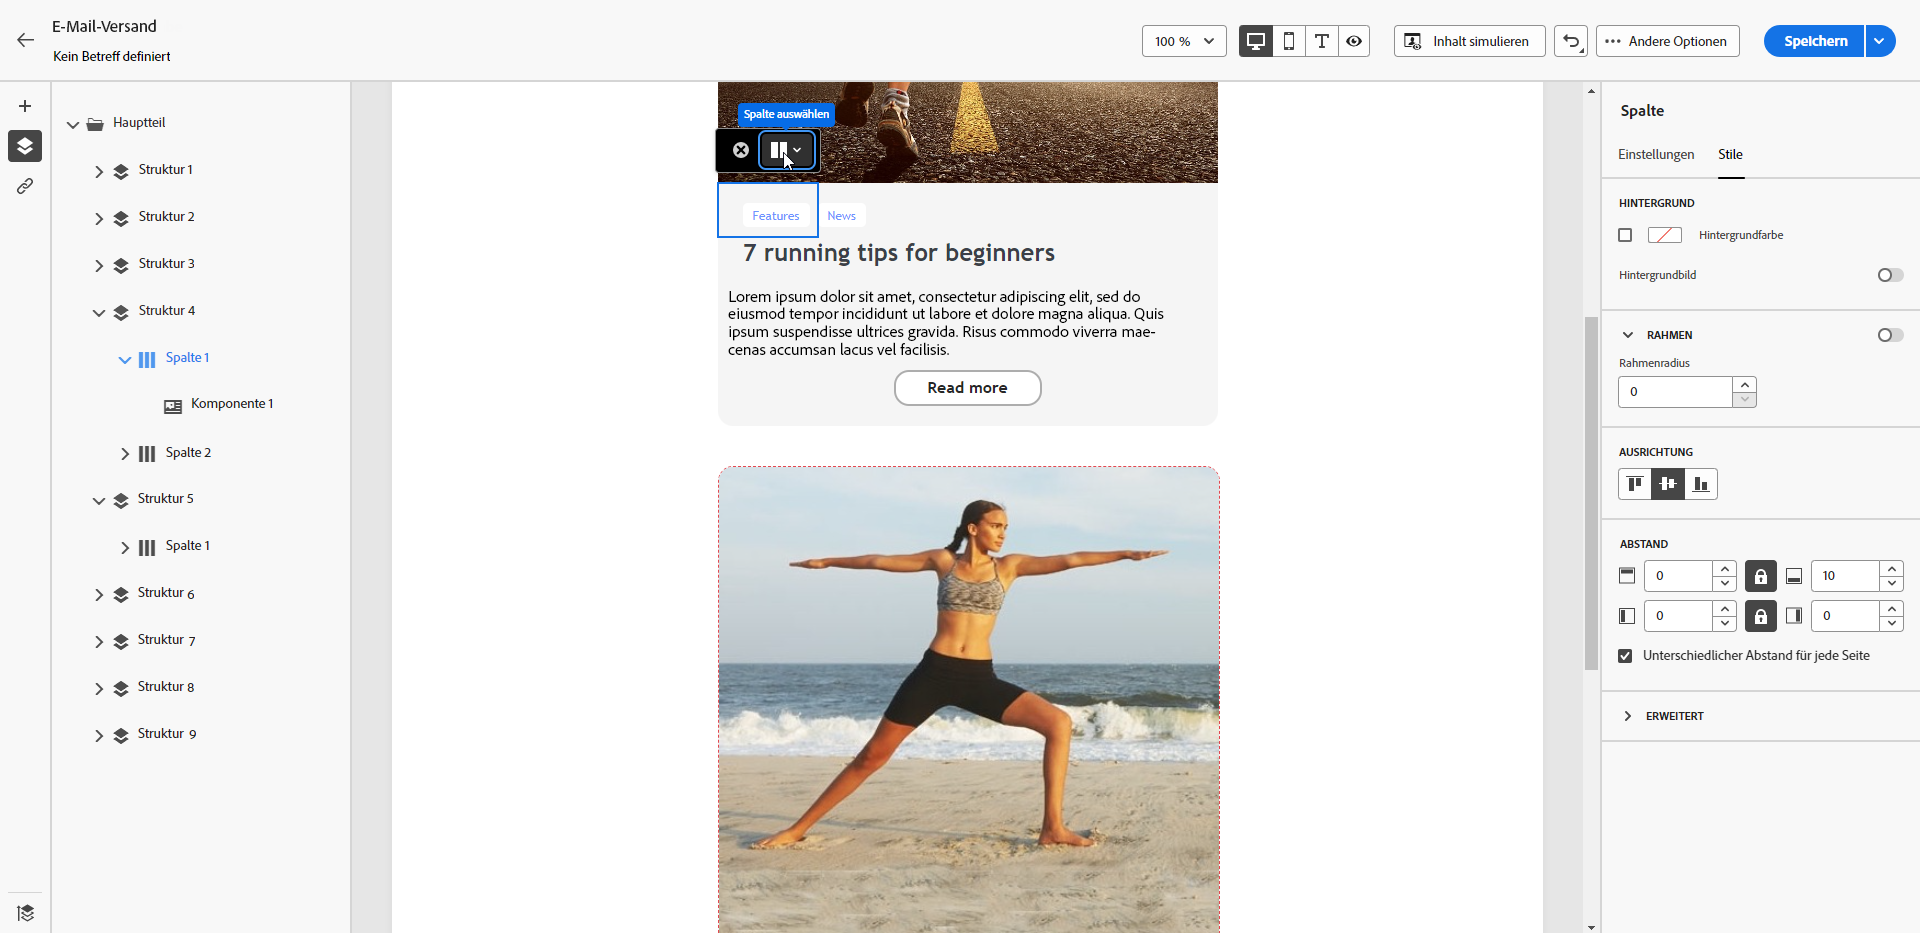 E-Mail-Versand
Kein Betreff definiert
100 %
Inhalt simulieren
Andere Optionen
Speichern
Hauptteil
Struktur 1
Struktur 2
Struktur 3
Struktur 4
Spalte 1
Komponente 1
Spalte 2
Struktur 5
Spalte 1
Struktur 6
Struktur 7
Struktur 8
Struktur 9
Spalte auswählen
Features
News
7 running tips for beginners
Lorem ipsum dolor sit amet, consectetur adipiscing elit, sed do
eiusmod tempor incididunt ut labore et dolore magna aliqua. Quis
ipsum suspendisse ultrices gravida. Risus commodo viverra mae-
cenas accumsan lacus vel facilisis.
Read more
Spalte
Einstellungen
Stile
HINTERGRUND
Hintergrundfarbe
Hintergrundbild
RAHMEN
Rahmenradius
0
AUSRICHTUNG
ABSTAND
0
10
0
0
Unterschiedlicher Abstand für jede Seite
ERWEITERT